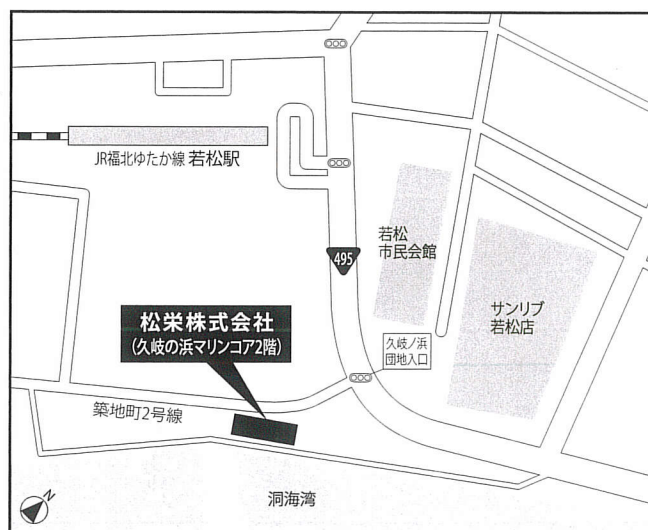 JR福北ゆたか線 若松駅
495
若松
市民会館
サンリブ
若松店
松栄株式会社
(久岐の浜マリンコア2階)
久岐ノ浜
団地入口
築地町2号線
洞海湾
N